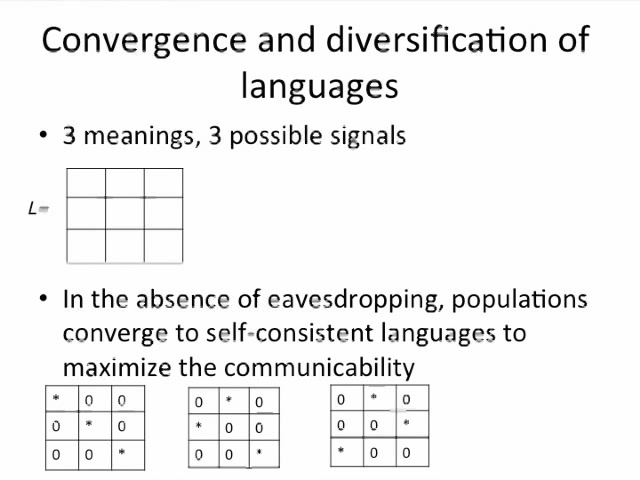 Convergence and diversification of
languages
• 3 meanings, 3 possible signals
L=
• In the absence of eavesdropping, populations
converge to self-consistent languages to
maximize the communicability
* 0 0
0 * 0
0 0 *
0 * 0
* 0 0
0 0 *
0 * 0
0 0 *
* 0 0